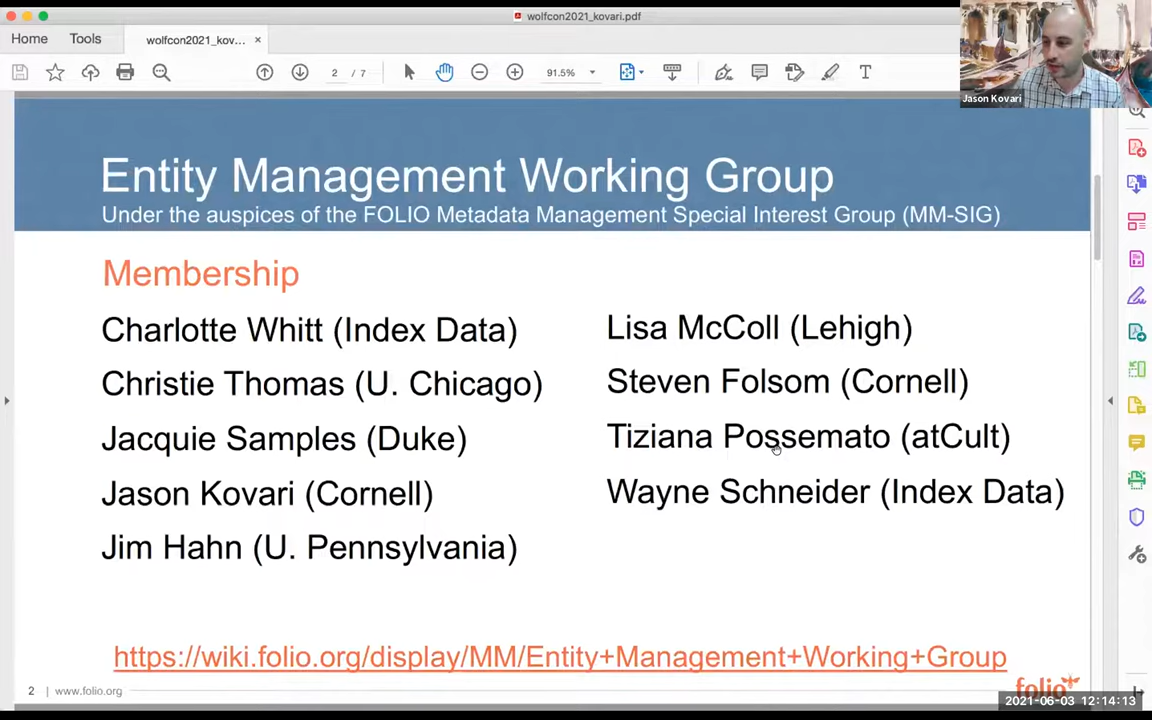 wolfcon2021_kovari.pdf
Home
Tools
wolfcon2021_kov...
2 / 7
91.5%
Jason Kovari
Entity Management Working Group
Under the auspices of the FOLIO Metadata Management Special Interest Group (MM-SIG)
Membership
Charlotte Whitt (Index Data)
Christie Thomas (U. Chicago)
Jacquie Samples (Duke)
Jason Kovari (Cornell)
Jim Hahn (U. Pennsylvania)
Lisa McColl (Lehigh)
Steven Folsom (Cornell)
Tiziana Possemato (atCult)
Wayne Schneider (Index Data)
https://wiki.folio.org/display/MM/Entity+Management+Working+Group
2 | www.folio.org
folio
2021-06-03 12:14:13